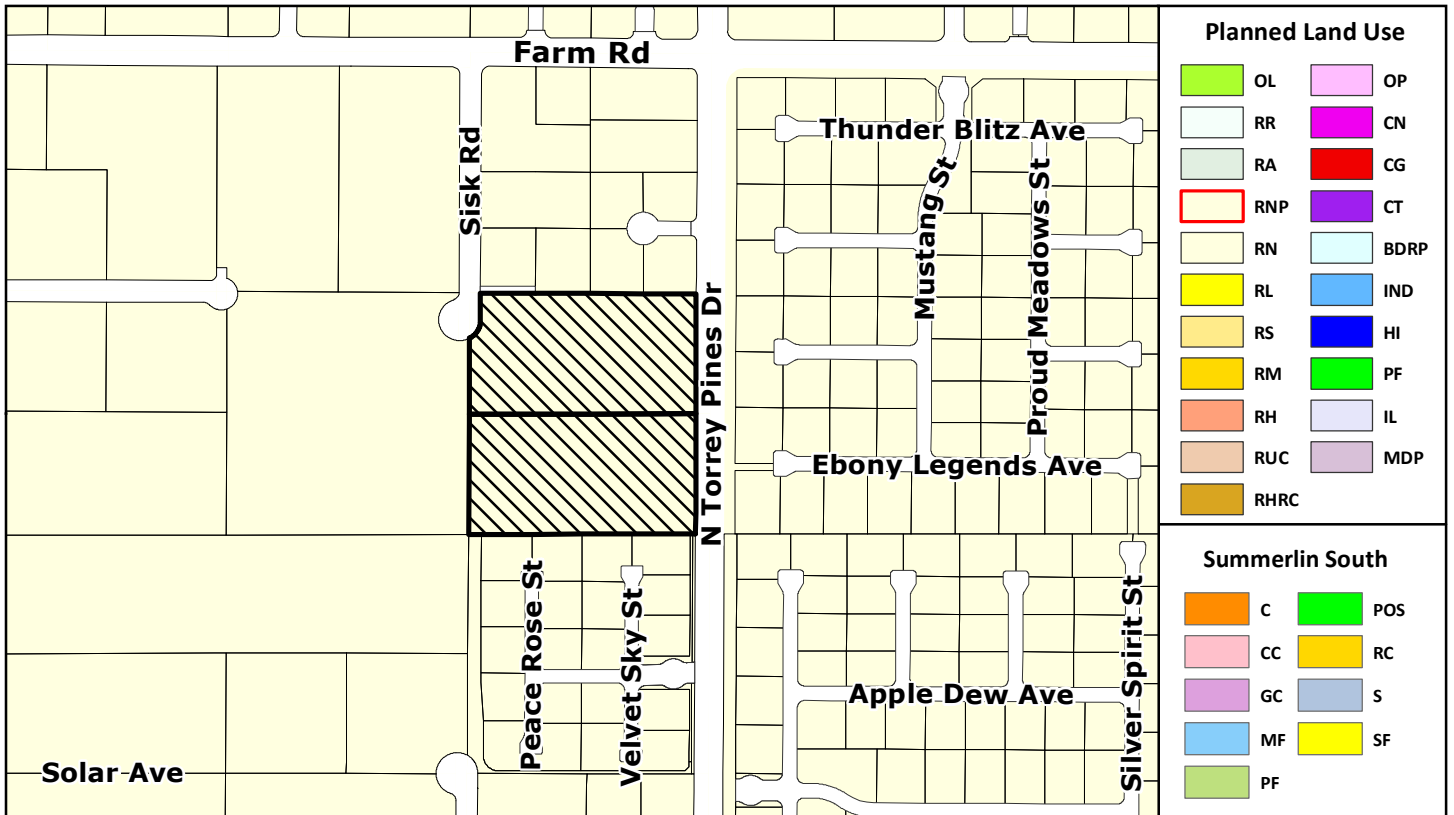 Farm Rd
Sisk Rd
Thunder Blitz Ave
Mustang St
Proud Meadows St
N Torrey Pines Dr
Ebony Legends Ave
Peace Rose St
Velvet Sky St
Apple Dew Ave
Silver Spirit St
Solar Ave
Planned Land Use
OL OP
RR CN
RA CG
RNP CT
RN BDRP
RL IND
RS HI
RM PF
RH IL
RUC MDP
RHRC
Summerlin South
C POS
CC RC
GC S
MF SF
PF